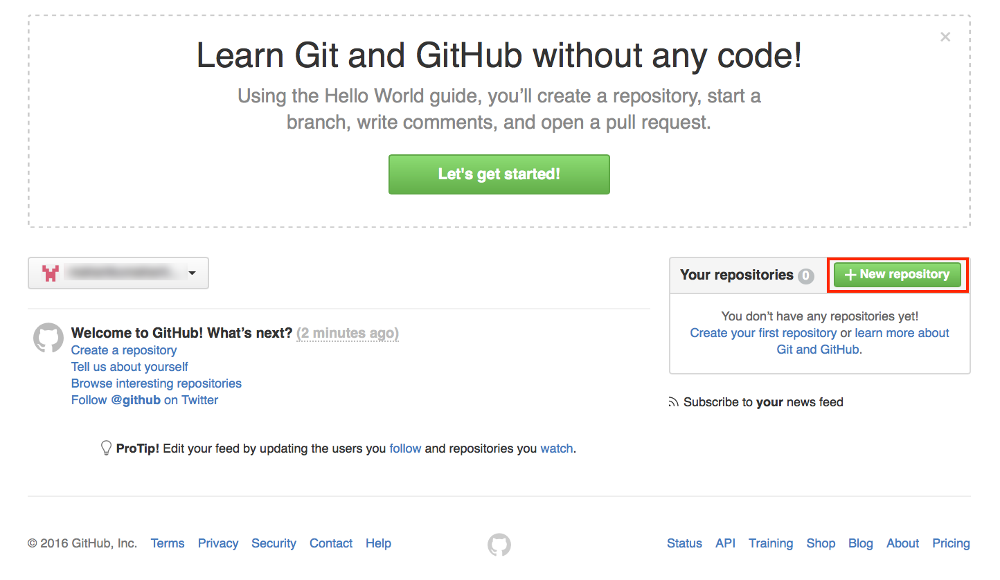 Learn Git and GitHub without any code!
Using the Hello World guide, you’ll create a repository, start a
branch, write comments, and open a pull request.
Let's get started!
Your repositories 0
New repository
You don’t have any repositories yet!
Create your first repository or learn more about
Git and GitHub.
Subscribe to your news feed
Welcome to GitHub! What’s next? (2 minutes ago)
Create a repository
Tell us about yourself
Browse interesting repositories
Follow @github on Twitter
ProTip! Edit your feed by updating the users you follow and repositories you watch.
© 2016 GitHub, Inc. Terms Privacy Security Contact Help
Status API Training Shop Blog About Pricing